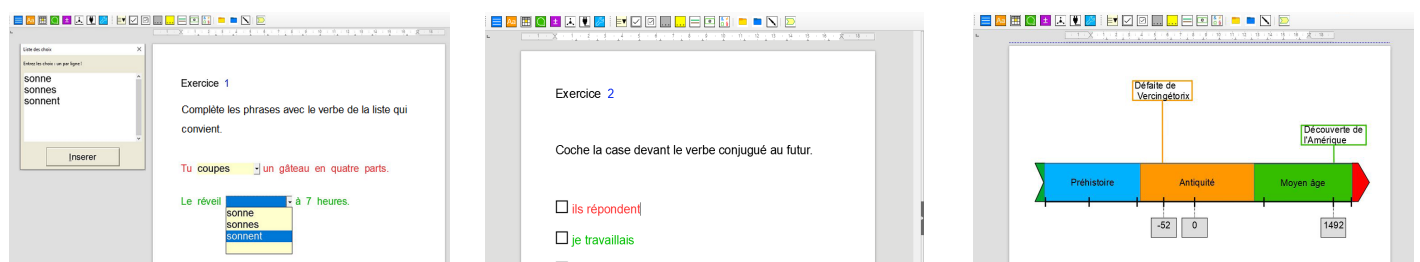 Liste des choix
Entrez les choix : un par ligne !
sonne
sonnes
sonnent
Insérer
Exercice 1
Complète les phrases avec le verbe de la liste qui
convient.
Tu coupes un gâteau en quatre parts.
Le réveil à 7 heures.
sonne
sonnes
sonnent
Exercice 2
Coche la case devant le verbe conjugué au futur.
ils répondent
je travaillais
Défaite de
Vercingétorix
Découverte de
l'Amérique
Préhistoire
Antiquité
Moyen âge
-52
0
1492